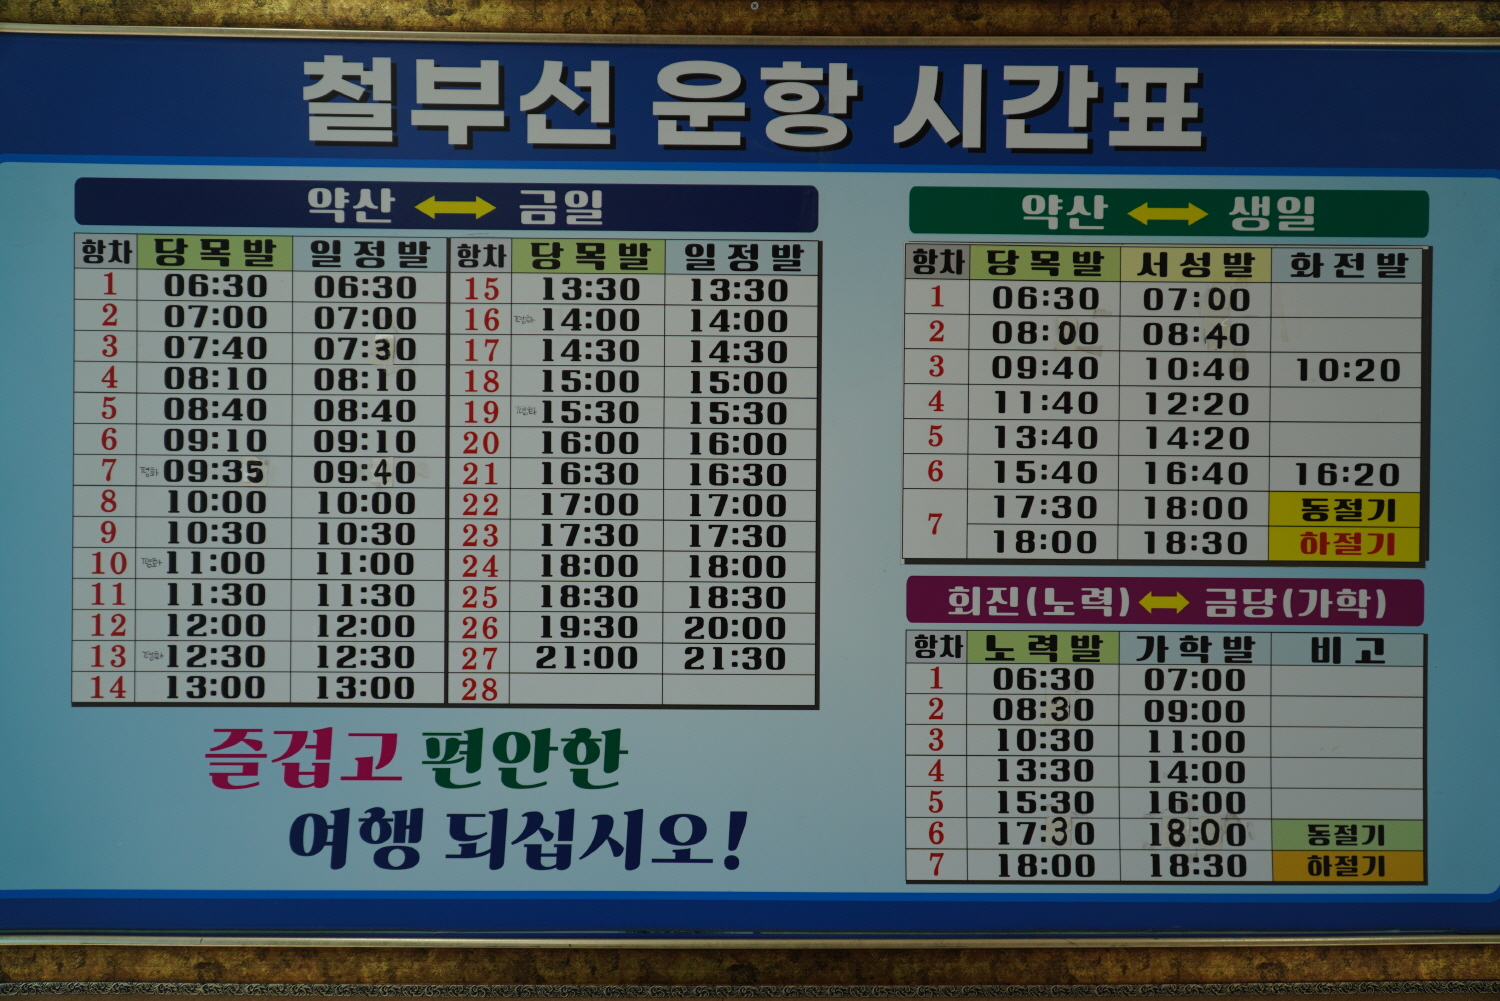 철부선 운항 시간표
약산 ↔ 금일
항차 당목발 일정발 항차 당목발 일정발
1 06:30 06:30 15 13:30 13:30
2 07:00 07:00 16 평화 14:00 14:00
3 07:40 07:30 17 14:30 14:30
4 08:10 08:10 18 15:00 15:00
5 08:40 08:40 19 평화 15:30 15:30
6 09:10 09:10 20 16:00 16:00
7 평화 09:35 09:40 21 16:30 16:30
8 10:00 10:00 22 17:00 17:00
9 10:30 10:30 23 17:30 17:30
10 평화 11:00 11:00 24 18:00 18:00
11 11:30 11:30 25 18:30 18:30
12 12:00 12:00 26 19:30 20:00
13 평화 12:30 12:30 27 21:00 21:30
14 13:00 13:00 28
즐겁고 편안한
여행 되십시오!
약산 ↔ 생일
항차 당목발 서성발 화전발
1 06:30 07:00
2 08:00 08:40
3 09:40 10:40 10:20
4 11:40 12:20
5 13:40 14:20
6 15:40 16:40 16:20
7 17:30 18:00 동절기
18:00 18:30 하절기
회진(노력) ↔ 금당(가학)
항차 노력발 가학발 비고
1 06:30 07:00
2 08:30 09:00
3 10:30 11:00
4 13:30 14:00
5 15:30 16:00
6 17:30 18:00 동절기
7 18:00 18:30 하절기